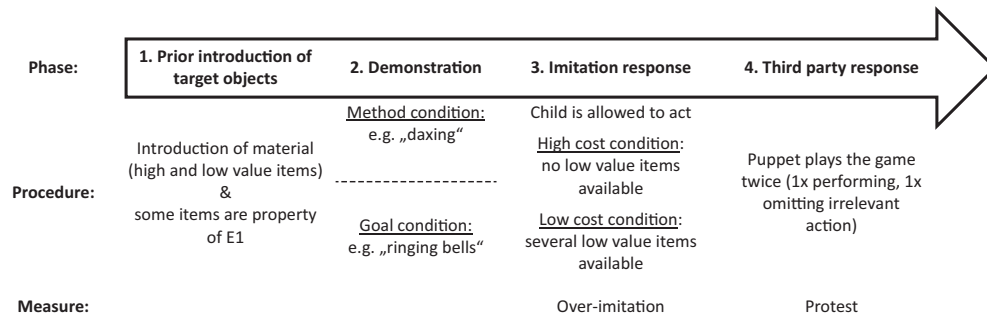 Phase:
1. Prior introduction of
target objects
2. Demonstration
3. Imitation response
4. Third party response
Procedure:
Introduction of material
(high and low value items)
&
some items are property
of E1
Method condition:
e.g. „daxing“
Goal condition:
e.g. „ringing bells“
Child is allowed to act
High cost condition:
no low value items
available
Low cost condition:
several low value items
available
Puppet plays the game
twice (1x performing, 1x
omitting irrelevant
action)
Measure:
Over-imitation
Protest